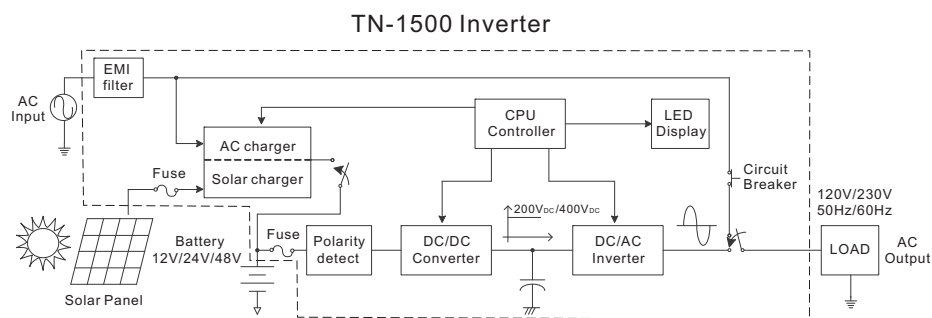 TN-1500 Inverter
EMI
filter
AC
Input
CPU
Controller
LED
Display
AC charger
Solar charger
Fuse
Circuit
Breaker
120V/230V
50Hz/60Hz
200VDC/400VDC
Battery
12V/24V/48V
Fuse
Polarity
detect
DC/DC
Converter
DC/AC
Inverter
LOAD
AC
Output
Solar Panel